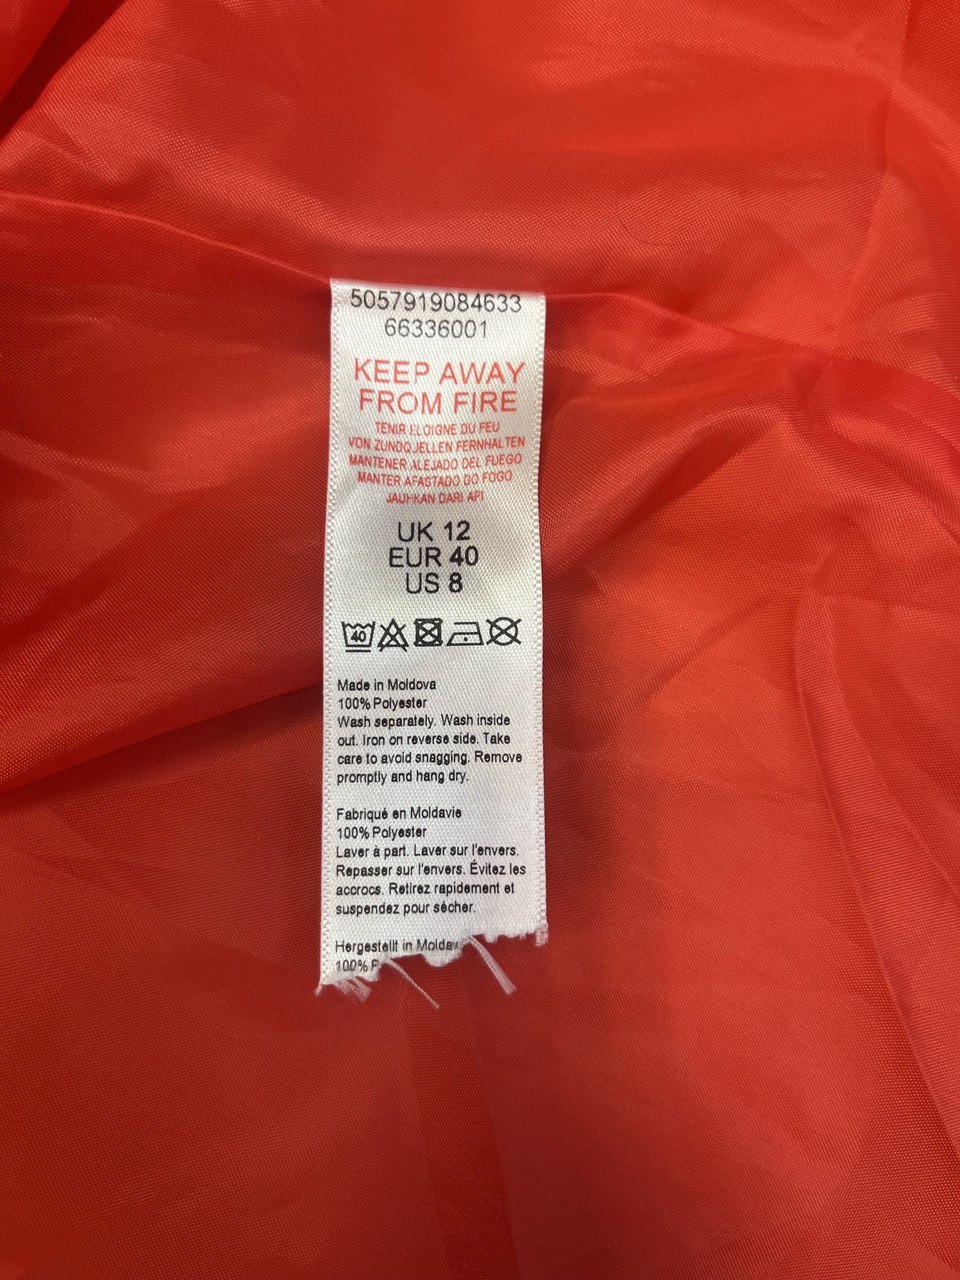 5057919084633
66336001
KEEP AWAY
FROM FIRE
TENIR ELOIGNE DU FEU
VON ZUNDQUELLEN FERNHALTEN
MANTENER ALEJADO DEL FUEGO
MANTER AFASTADO DO FOGO
JAUHKAN DARI API
UK 12
EUR 40
US 8
40
Made in Moldova
100% Polyester
Wash separately. Wash inside
out. Iron on reverse side. Take
care to avoid snagging. Remove
promptly and hang dry.
Fabriqué en Moldavie
100% Polyester
Laver à part. Laver sur l'envers.
Repasser sur l'envers. Évitez les
accrocs. Retirez rapidement et
suspendez pour sécher.
Hergestellt in Moldav
100% P